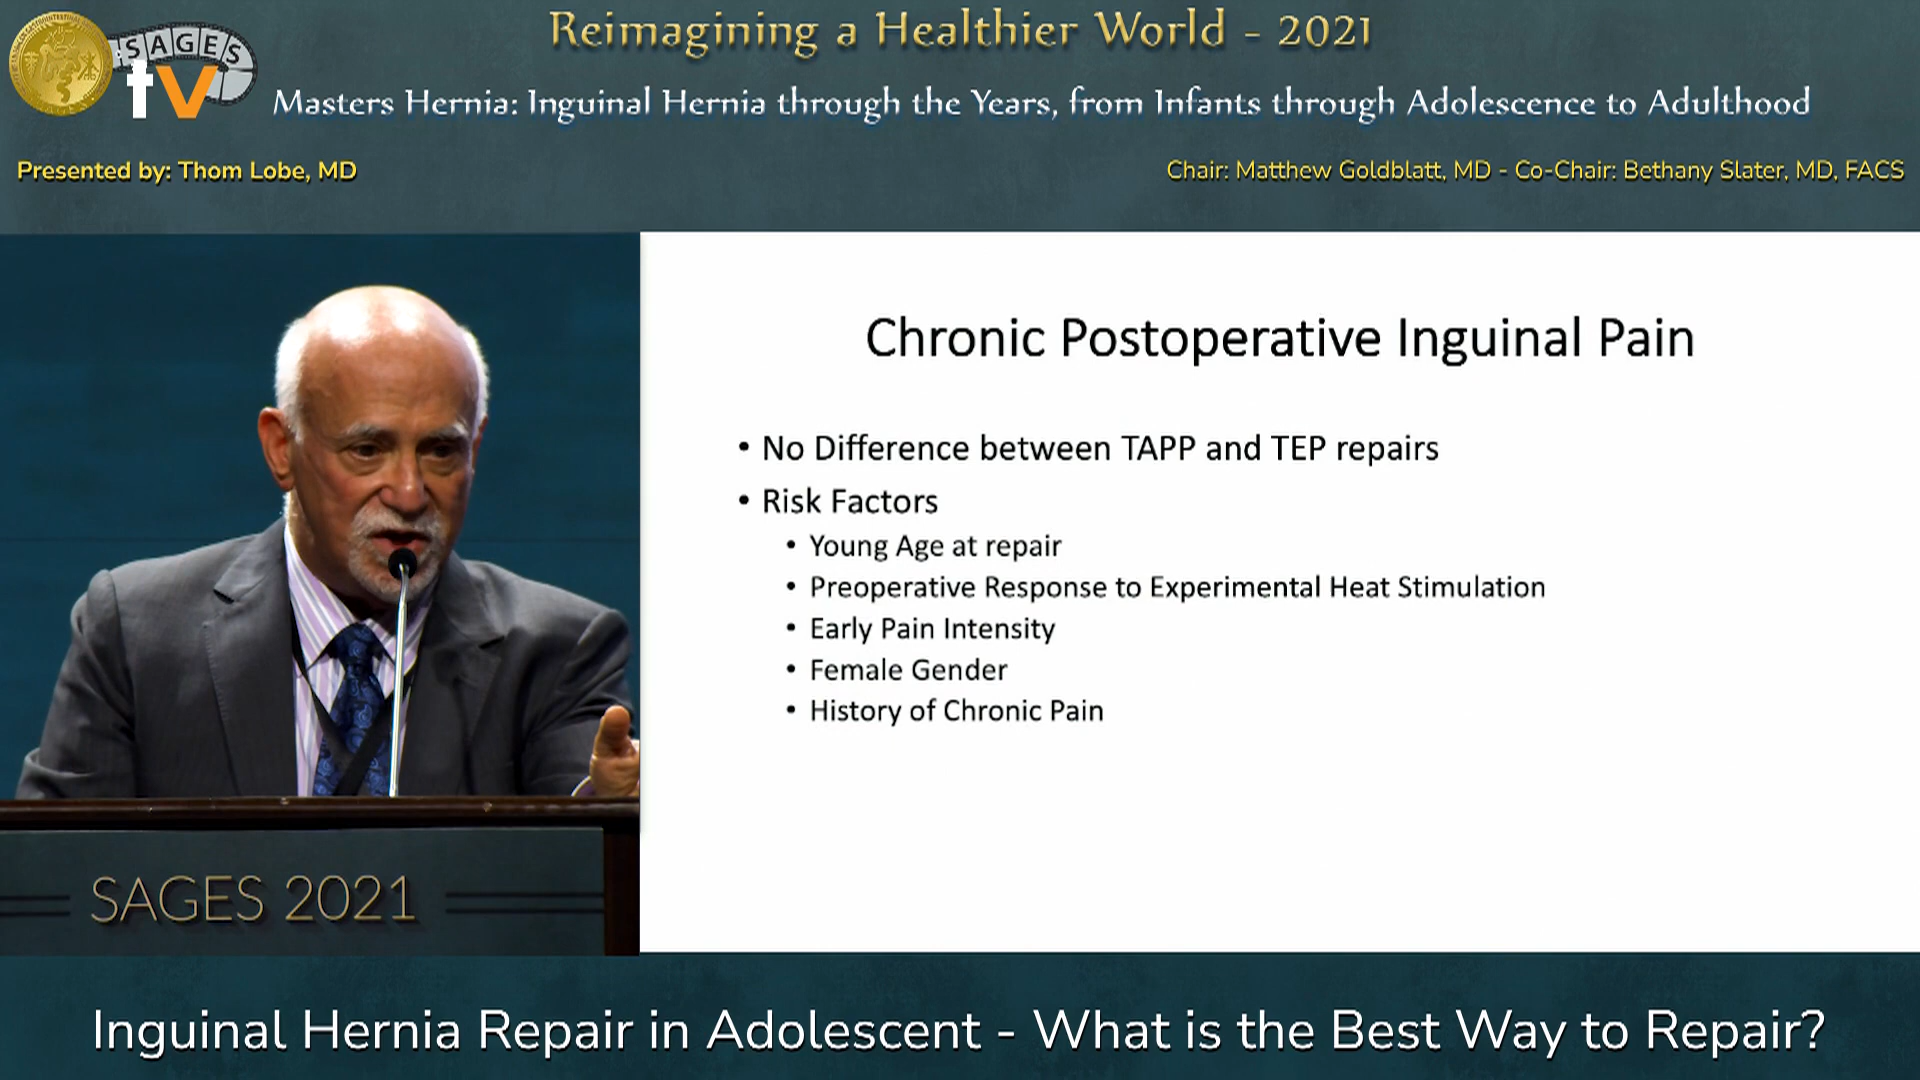 Reimagining a Healthier World - 2021
SAGES
tv
Masters Hernia: Inguinal Hernia through the Years, from Infants through Adolescence to Adulthood
Presented by: Thom Lobe, MD
Chair: Matthew Goldblatt, MD - Co-Chair: Bethany Slater, MD, FACS
Chronic Postoperative Inguinal Pain
• No Difference between TAPP and TEP repairs
• Risk Factors
• Young Age at repair
• Preoperative Response to Experimental Heat Stimulation
• Early Pain Intensity
• Female Gender
• History of Chronic Pain
SAGES 2021
Inguinal Hernia Repair in Adolescent - What is the Best Way to Repair?